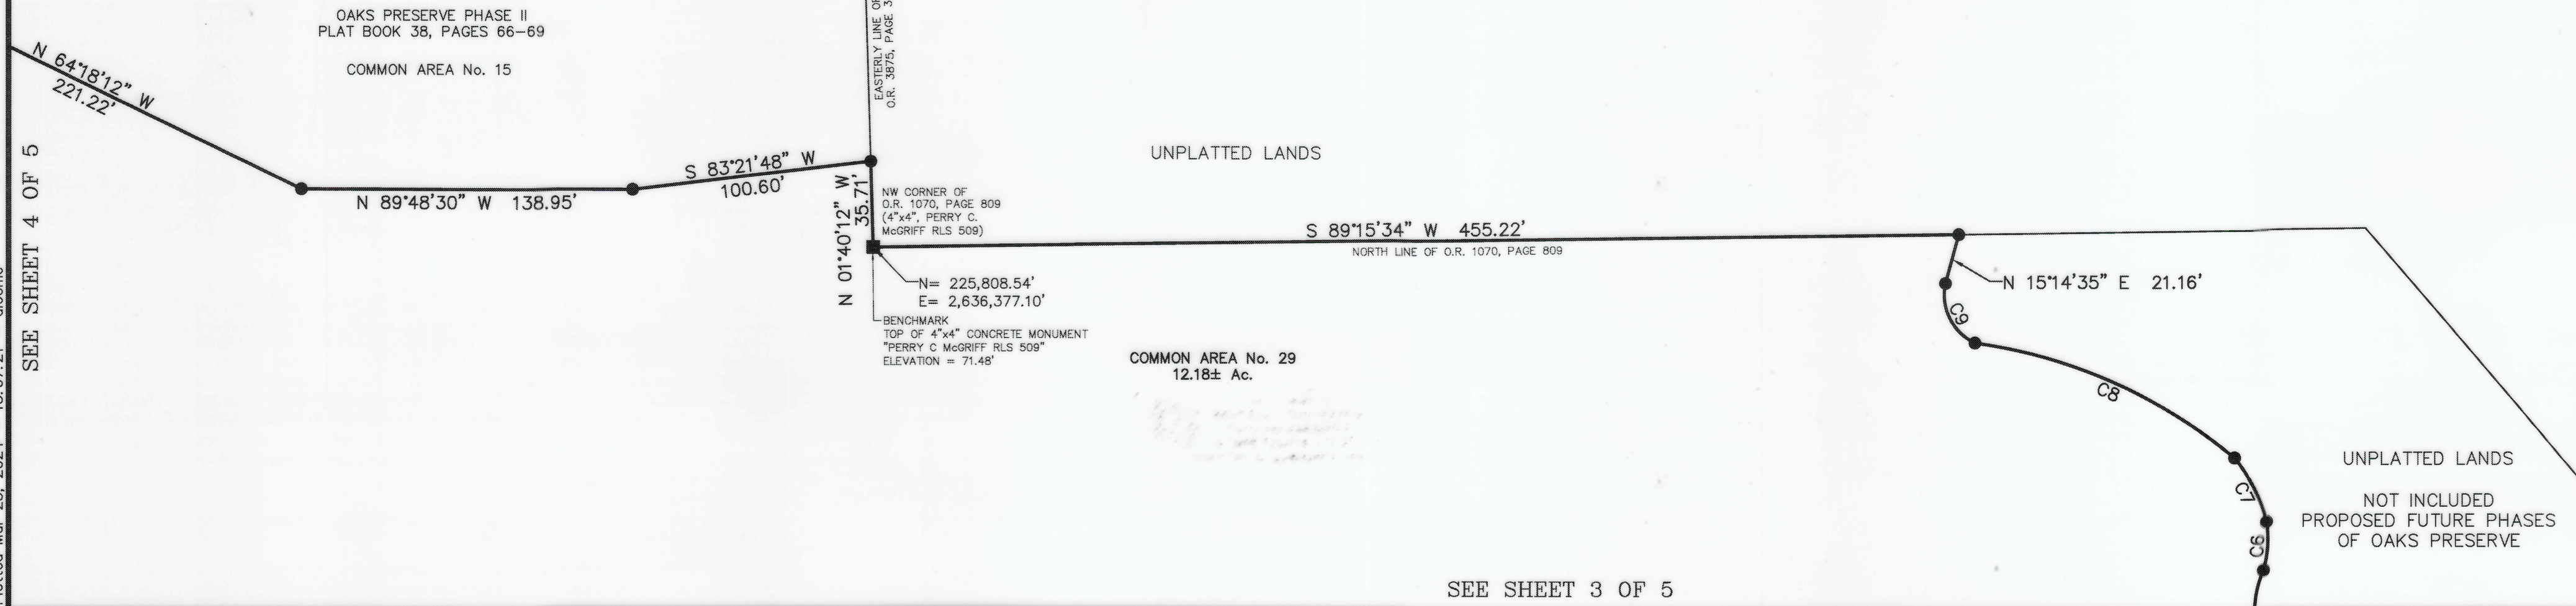 OAKS PRESERVE PHASE II
PLAT BOOK 38, PAGES 66-69
COMMON AREA No. 15
N 64°18'12" W
221.22'
SEE SHEET 4 OF 5
N 89°48'30" W 138.95'
S 83°21'48" W
100.60'
EASTERLY LINE
O.R. 3875, PAGE
N 01°40'12" W
35.71'
NW CORNER OF
O.R. 1070, PAGE 809
(4"x4", PERRY C.
McGRIFF RLS 509)
UNPLATTED LANDS
S 89°15'34" W 455.22'
NORTH LINE OF O.R. 1070, PAGE 809
N= 225,808.54'
E= 2,636,377.10'
BENCHMARK
TOP OF 4"x4" CONCRETE MONUMENT
"PERRY C McGRIFF RLS 509"
ELEVATION = 71.48'
COMMON AREA No. 29
12.18± Ac.
N 15°14'35" E 21.16'
C9
C8
C7
C6
UNPLATTED LANDS
NOT INCLUDED
PROPOSED FUTURE PHASES
OF OAKS PRESERVE
SEE SHEET 3 OF 5